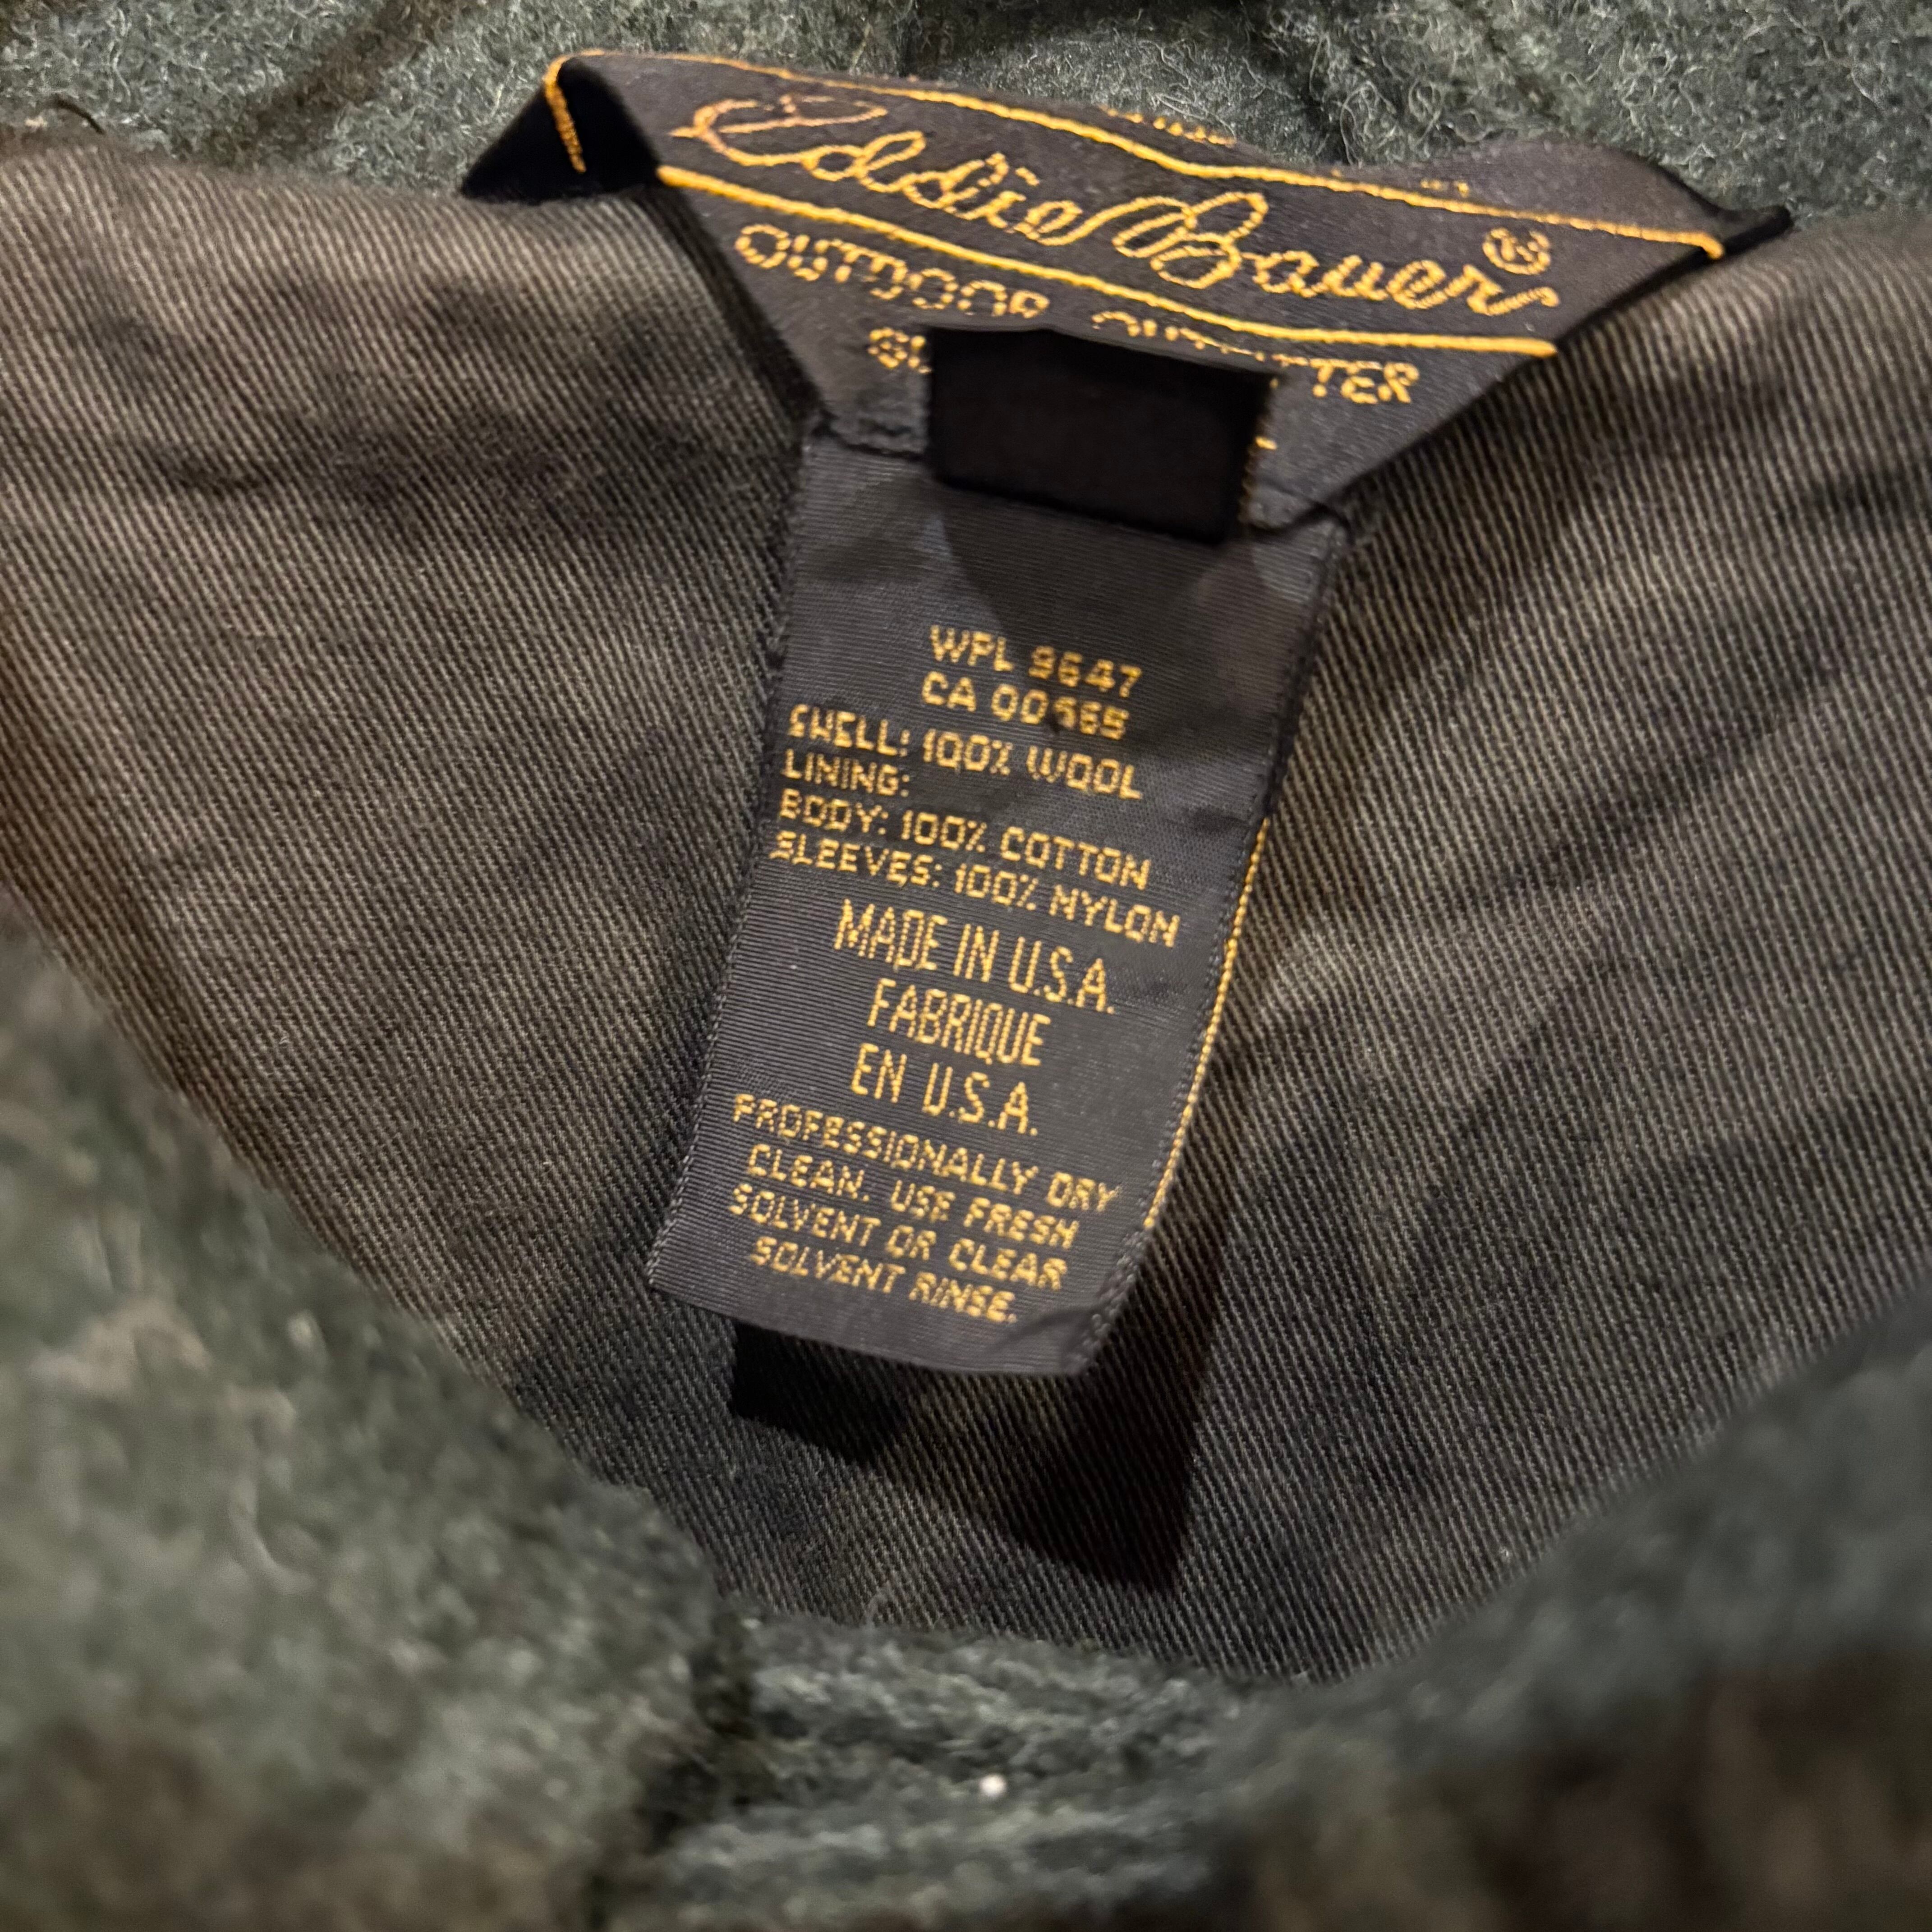 Eddie Bauer®
OUTDOOR OUTFITTER
WPL 9647
CA 00565
SHELL: 100% WOOL
LINING:
BODY: 100% COTTON
SLEEVES: 100% NYLON
MADE IN U.S.A.
FABRIQUE
EN U.S.A.
PROFESSIONALLY DRY
CLEAN. USE FRESH
SOLVENT OR CLEAR
SOLVENT RINSE.